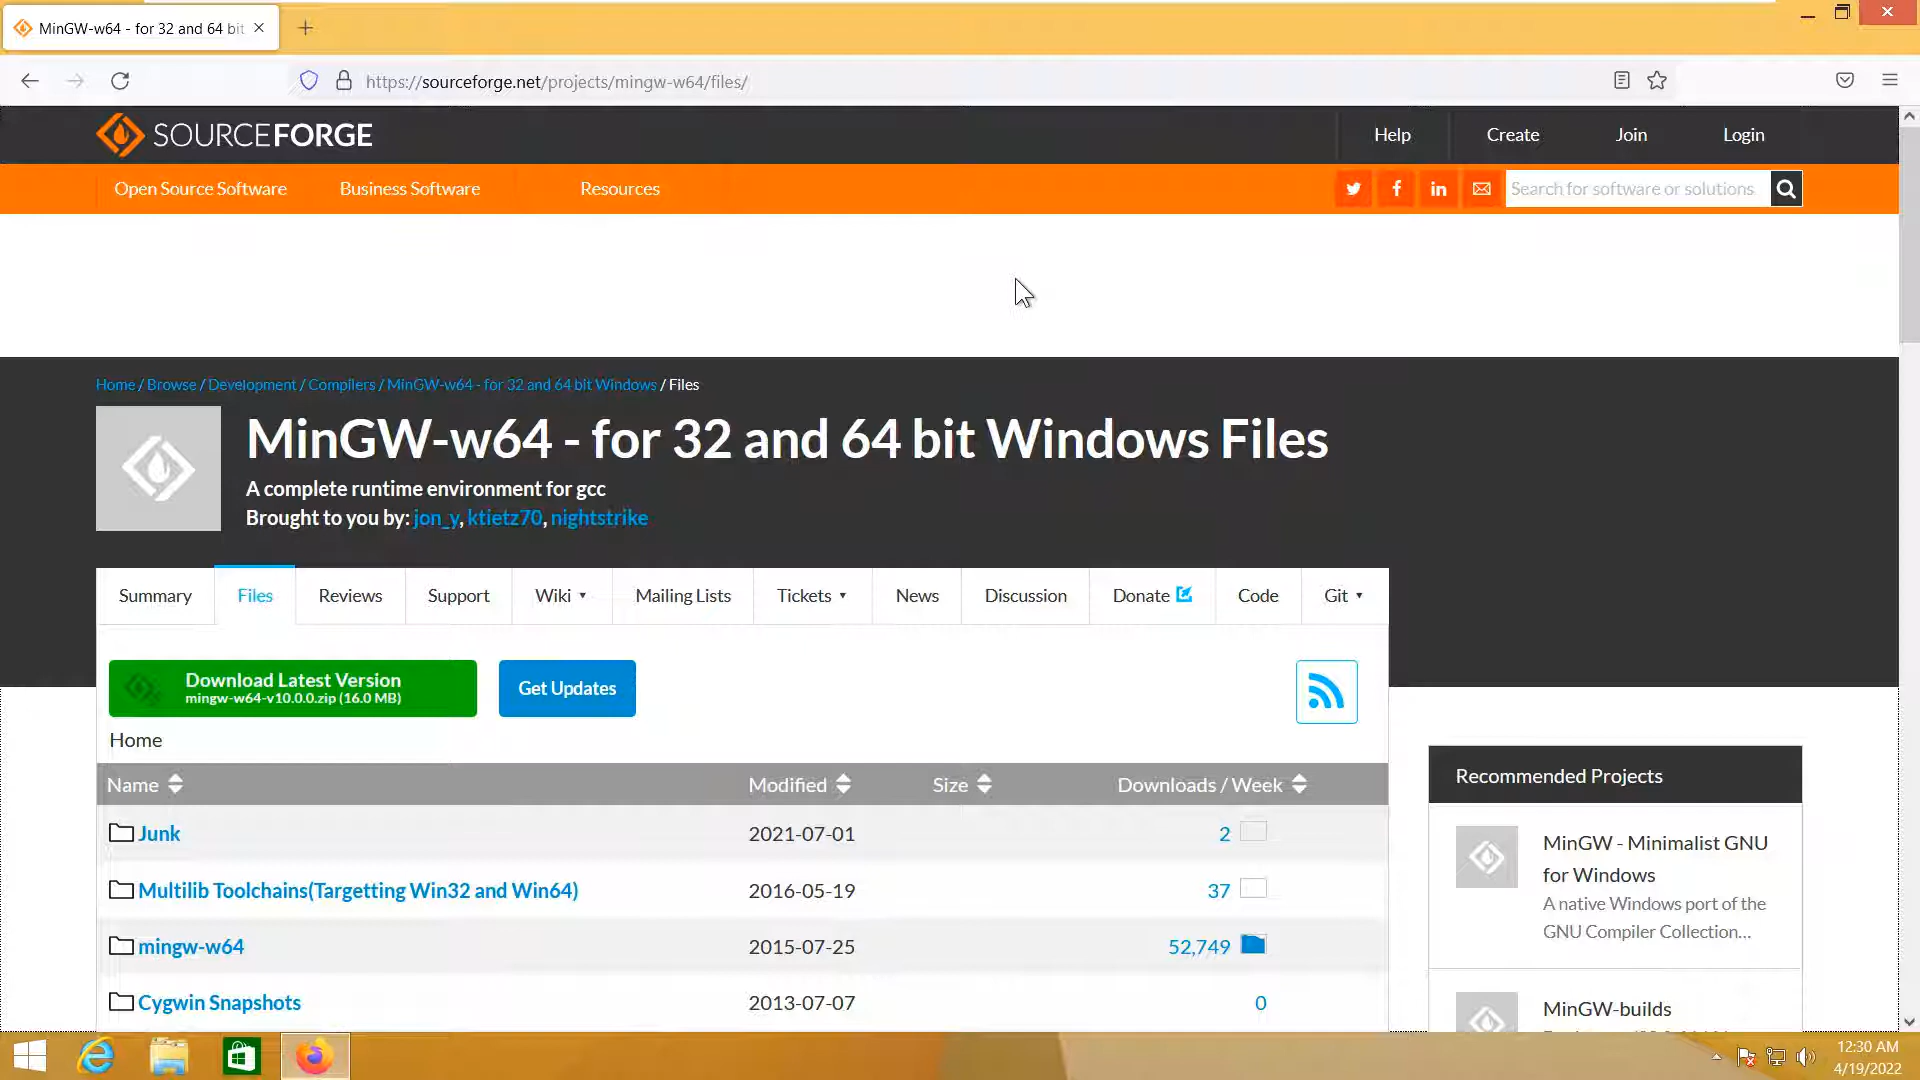 MinGW-w64 - for 32 and 64 bit
https://sourceforge.net/projects/mingw-w64/files/
SOURCEFORGE
Help
Create
Join
Login
Open Source Software
Business Software
Resources
Search for software or solutions
Home / Browse / Development / Compilers / MinGW-w64 - for 32 and 64 bit Windows / Files
MinGW-w64 - for 32 and 64 bit Windows Files
A complete runtime environment for gcc
Brought to you by: jon_y, ktietz70, nightstrike
Summary
Files
Reviews
Support
Wiki
Mailing Lists
Tickets
News
Discussion
Donate
Code
Git
Download Latest Version
mingw-w64-v10.0.0.zip (16.0 MB)
Get Updates
Home
Name Modified Size Downloads / Week
Junk 2021-07-01 2
Multilib Toolchains(Targetting Win32 and Win64) 2016-05-19 37
mingw-w64 2015-07-25 52,749
Cygwin Snapshots 2013-07-07 0
Recommended Projects
MinGW - Minimalist GNU
for Windows
A native Windows port of the
GNU Compiler Collection...
MinGW-builds
12:30 AM
4/19/2022